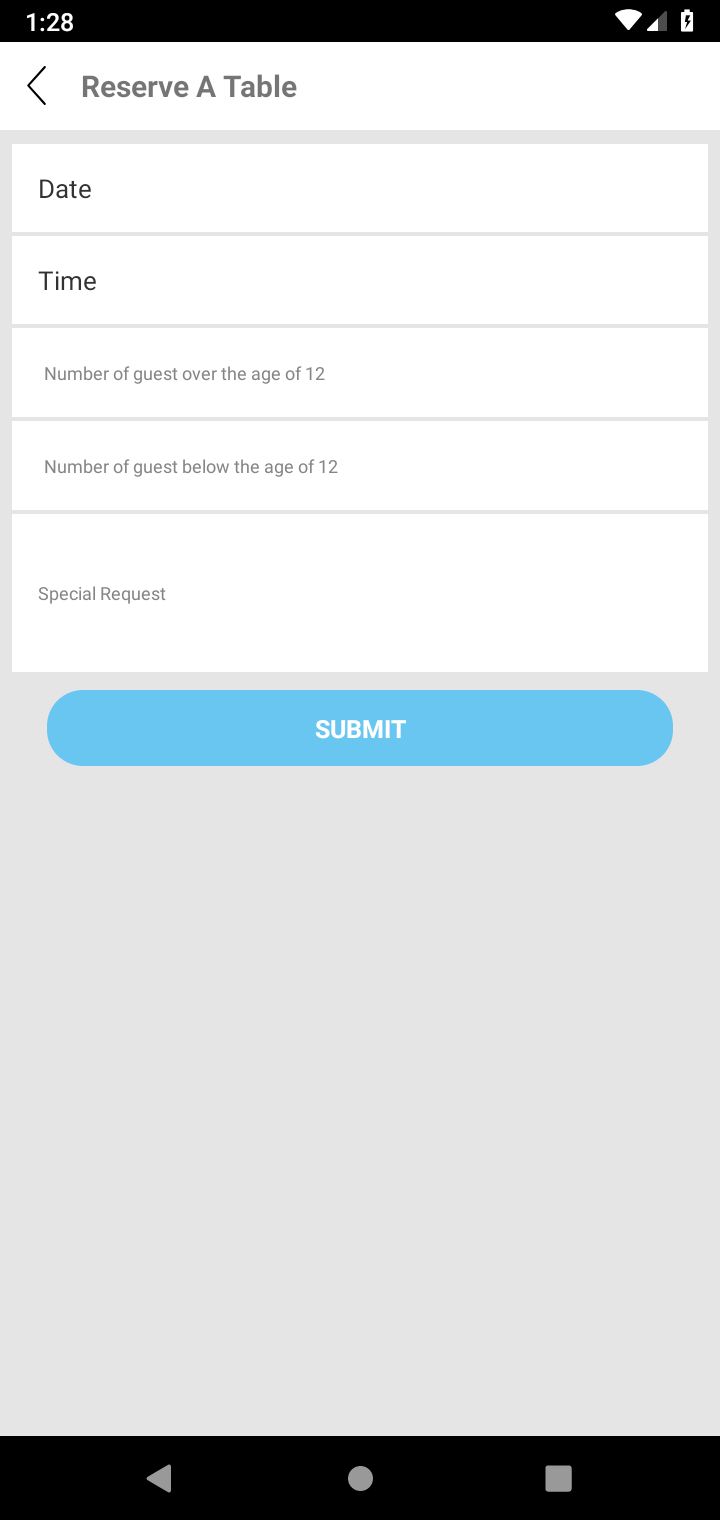 1:28
Reserve A Table
Date
Time
Number of guest over the age of 12
Number of guest below the age of 12
Special Request
SUBMIT